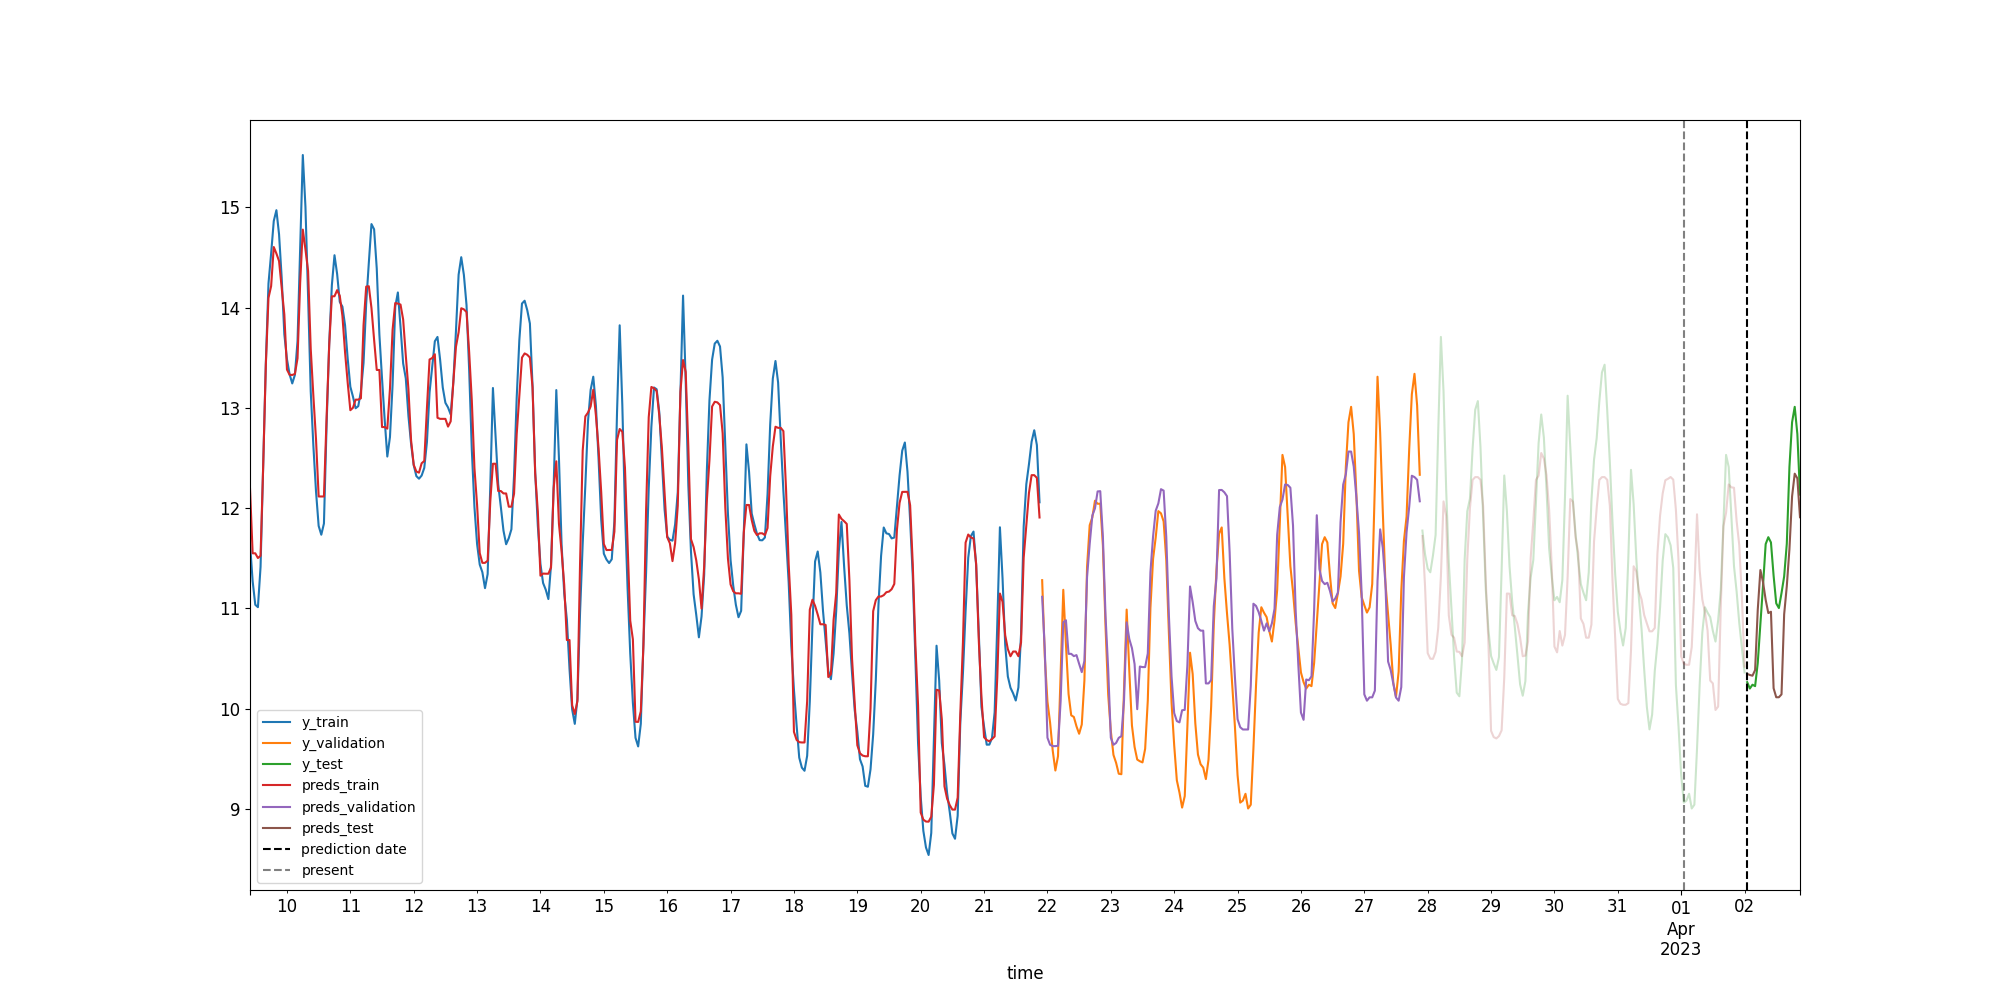 15
14
13
12
11
10
9
y_train
y_validation
y_test
preds_train
preds_validation
preds_test
prediction date
present
10 11 12 13 14 15 16 17 18 19 20 21 22 23 24 25 26 27 28 29 30 31 01 02
Apr
2023
time